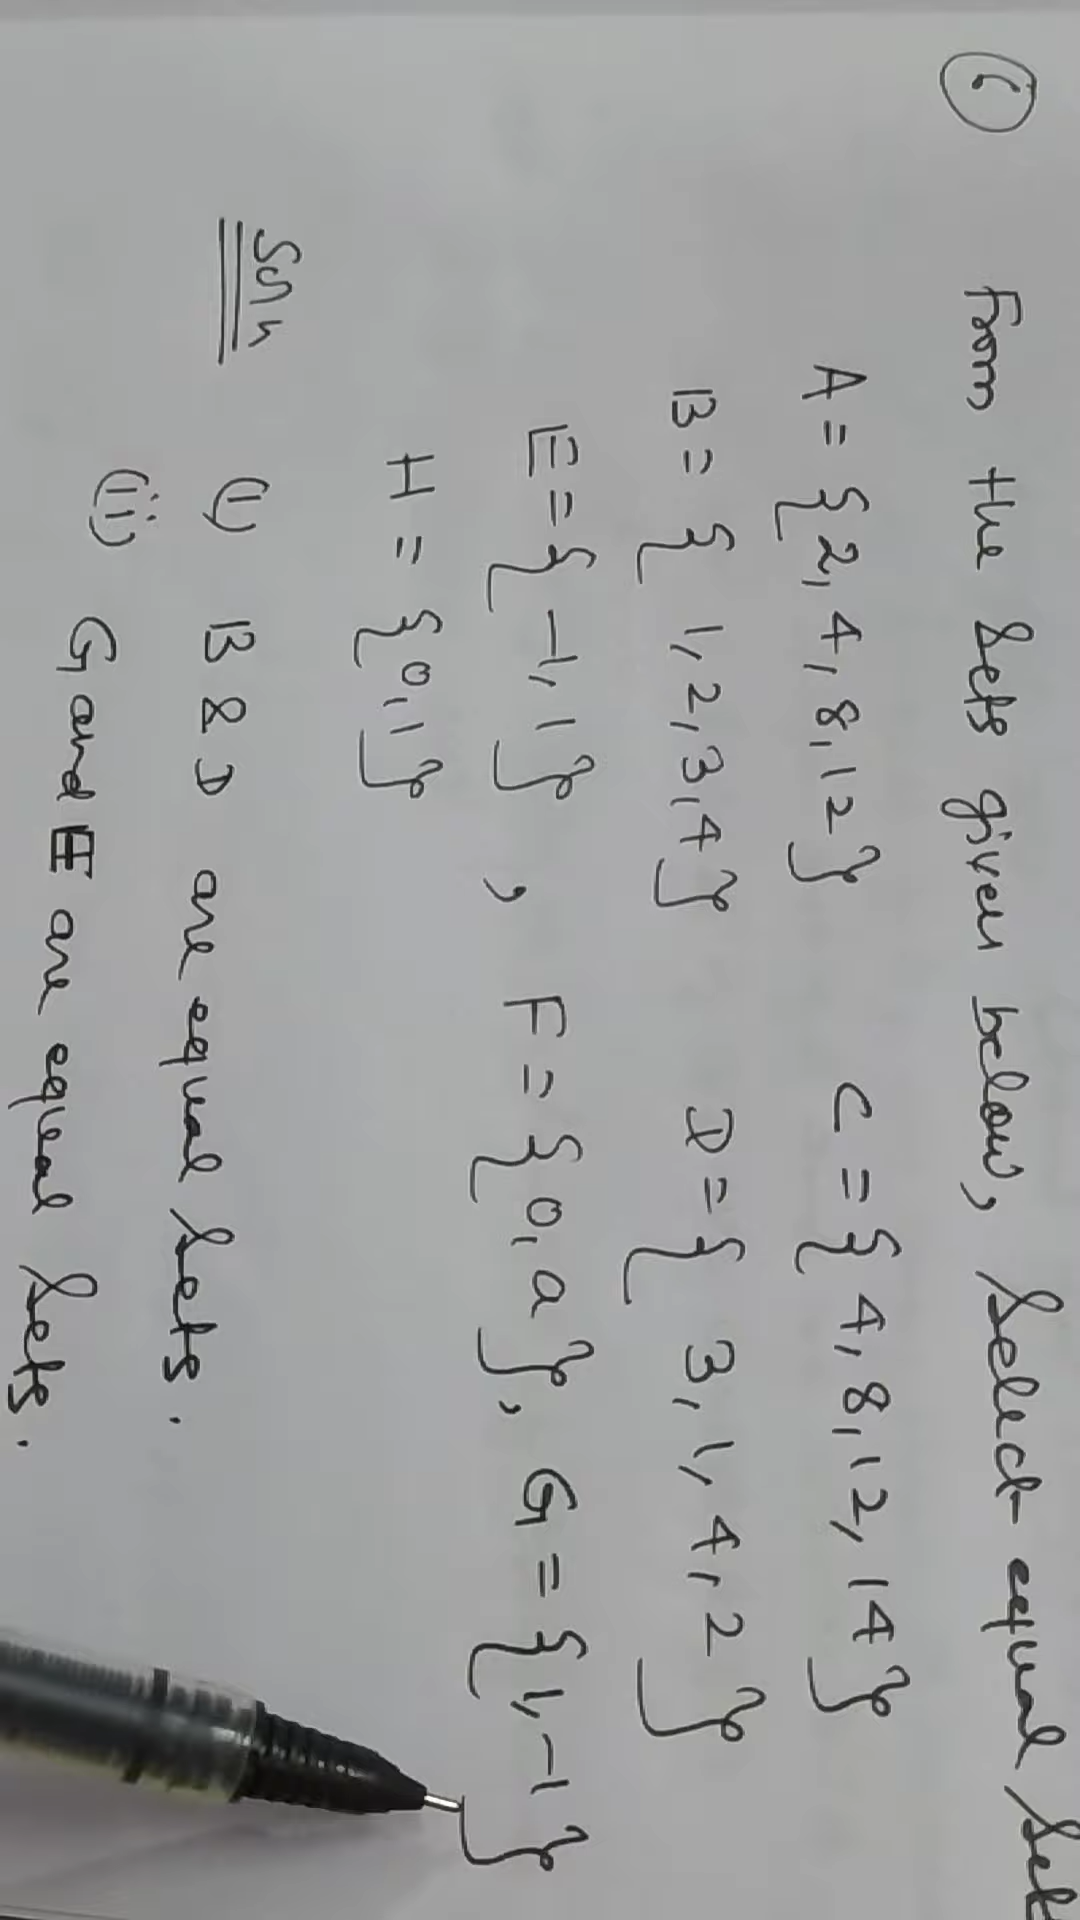 6 From the sets given below, select equal set
A = {2, 4, 8, 12} C = {4, 8, 12, 14}
B = {1, 2, 3, 4} D = {3, 1, 4, 2}
E = {-1, 1}, F = {0, a}, G = {1, -1}
H = {0, 1}
Soln (i) B & D are equal sets.
(ii) G and E are equal sets.